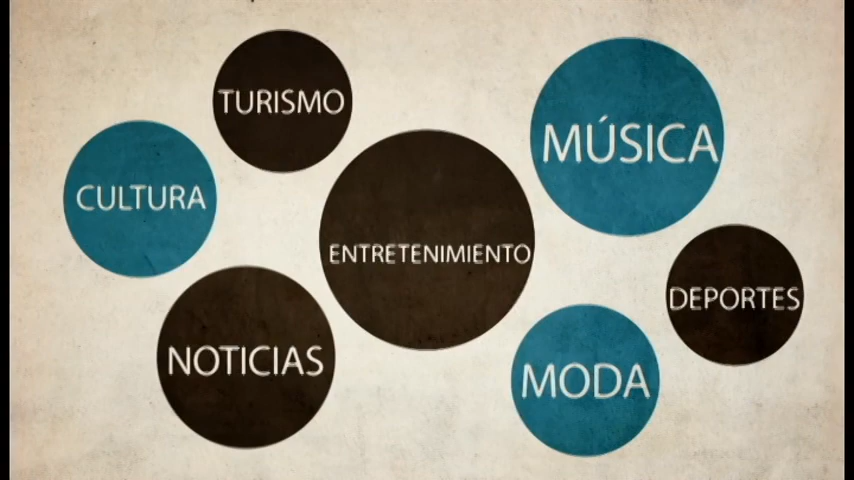 TURISMO
MÚSICA
CULTURA
ENTRETENIMIENTO
DEPORTES
NOTICIAS
MODA